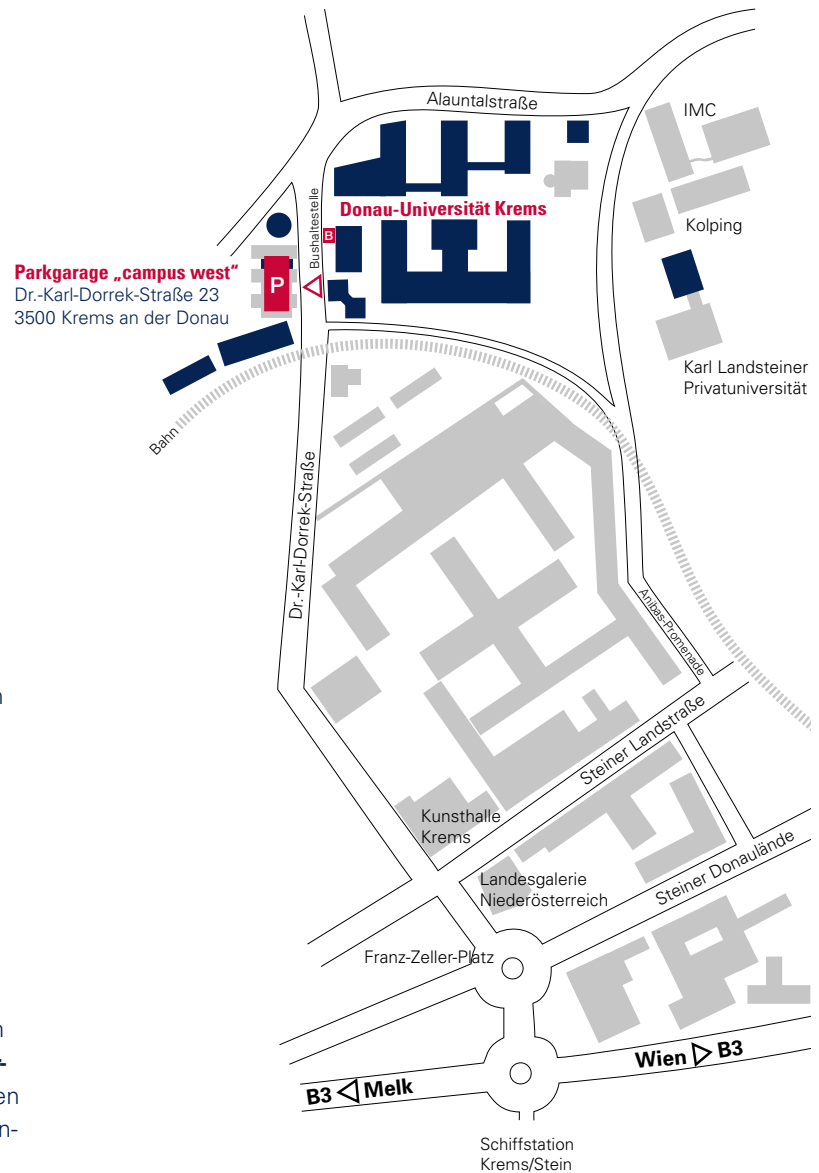 Alauntalstraße
IMC
Bushaltestelle
Donau-Universität Krems
B
Kolping
Parkgarage „campus west“
Dr.-Karl-Dorrek-Straße 23
3500 Krems an der Donau
P
Karl Landsteiner
Privatuniversität
Bahn
Dr.-Karl-Dorrek-Straße
Anibas-Promenade
Steiner Landstraße
Kunsthalle
Krems
Landesgalerie
Niederösterreich
Steiner Donaulände
Franz-Zeller-Platz
Wien B3
B3 Melk
en
n-
Schiffstation
Krems/Stein